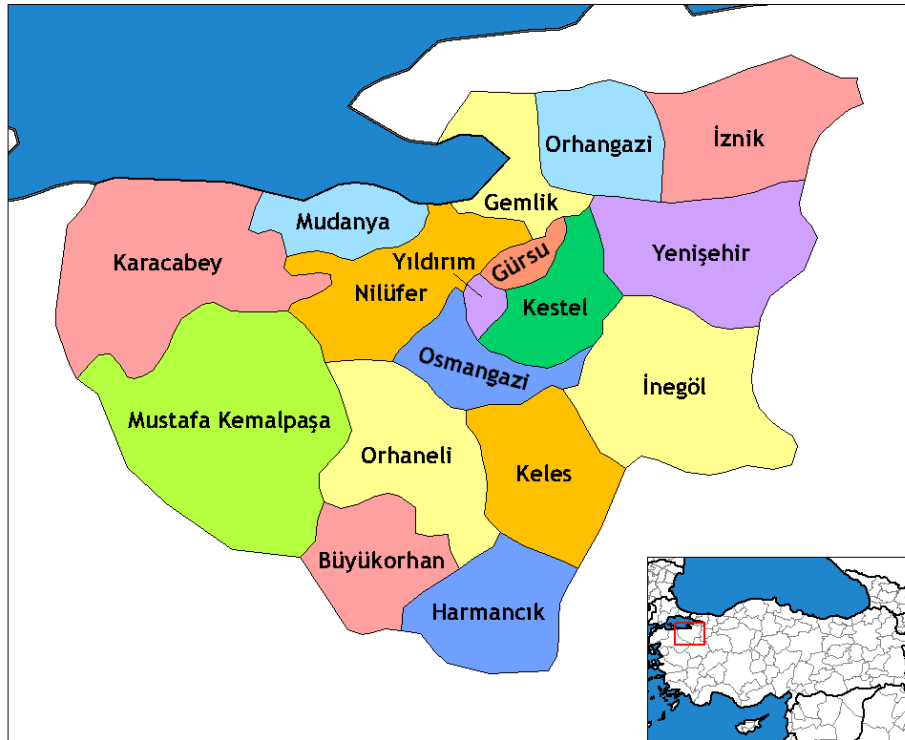 Orhangazi
İznik
Gemlik
Mudanya
Karacabey
Yıldırım
Gürsu
Yenişehir
Nilüfer
Kestel
Osmangazi
İnegöl
Mustafa Kemalpaşa
Orhaneli
Keles
Büyükorhan
Harmancık